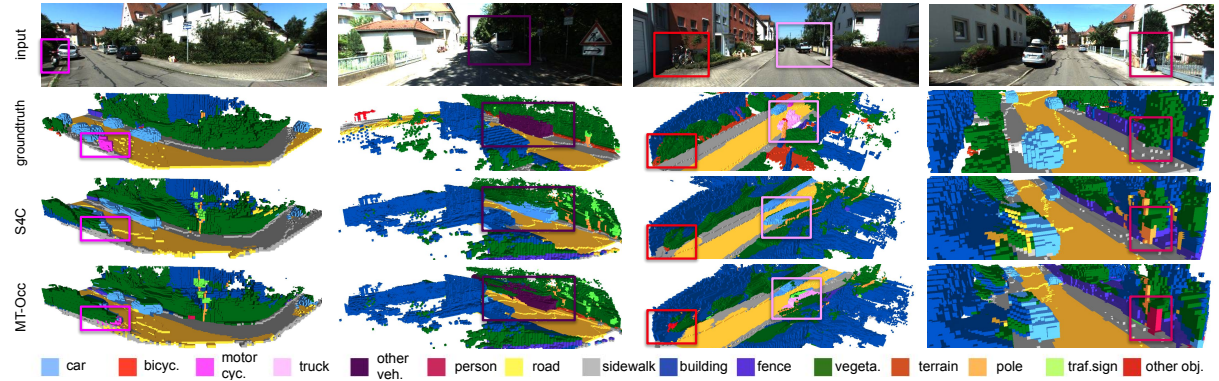 input
groundtruth
S4C
MT-Occ
car
bicyc.
motor
cyc.
truck
other
veh.
person
road
sidewalk
building
fence
vegeta.
terrain
pole
traf.sign
other obj.